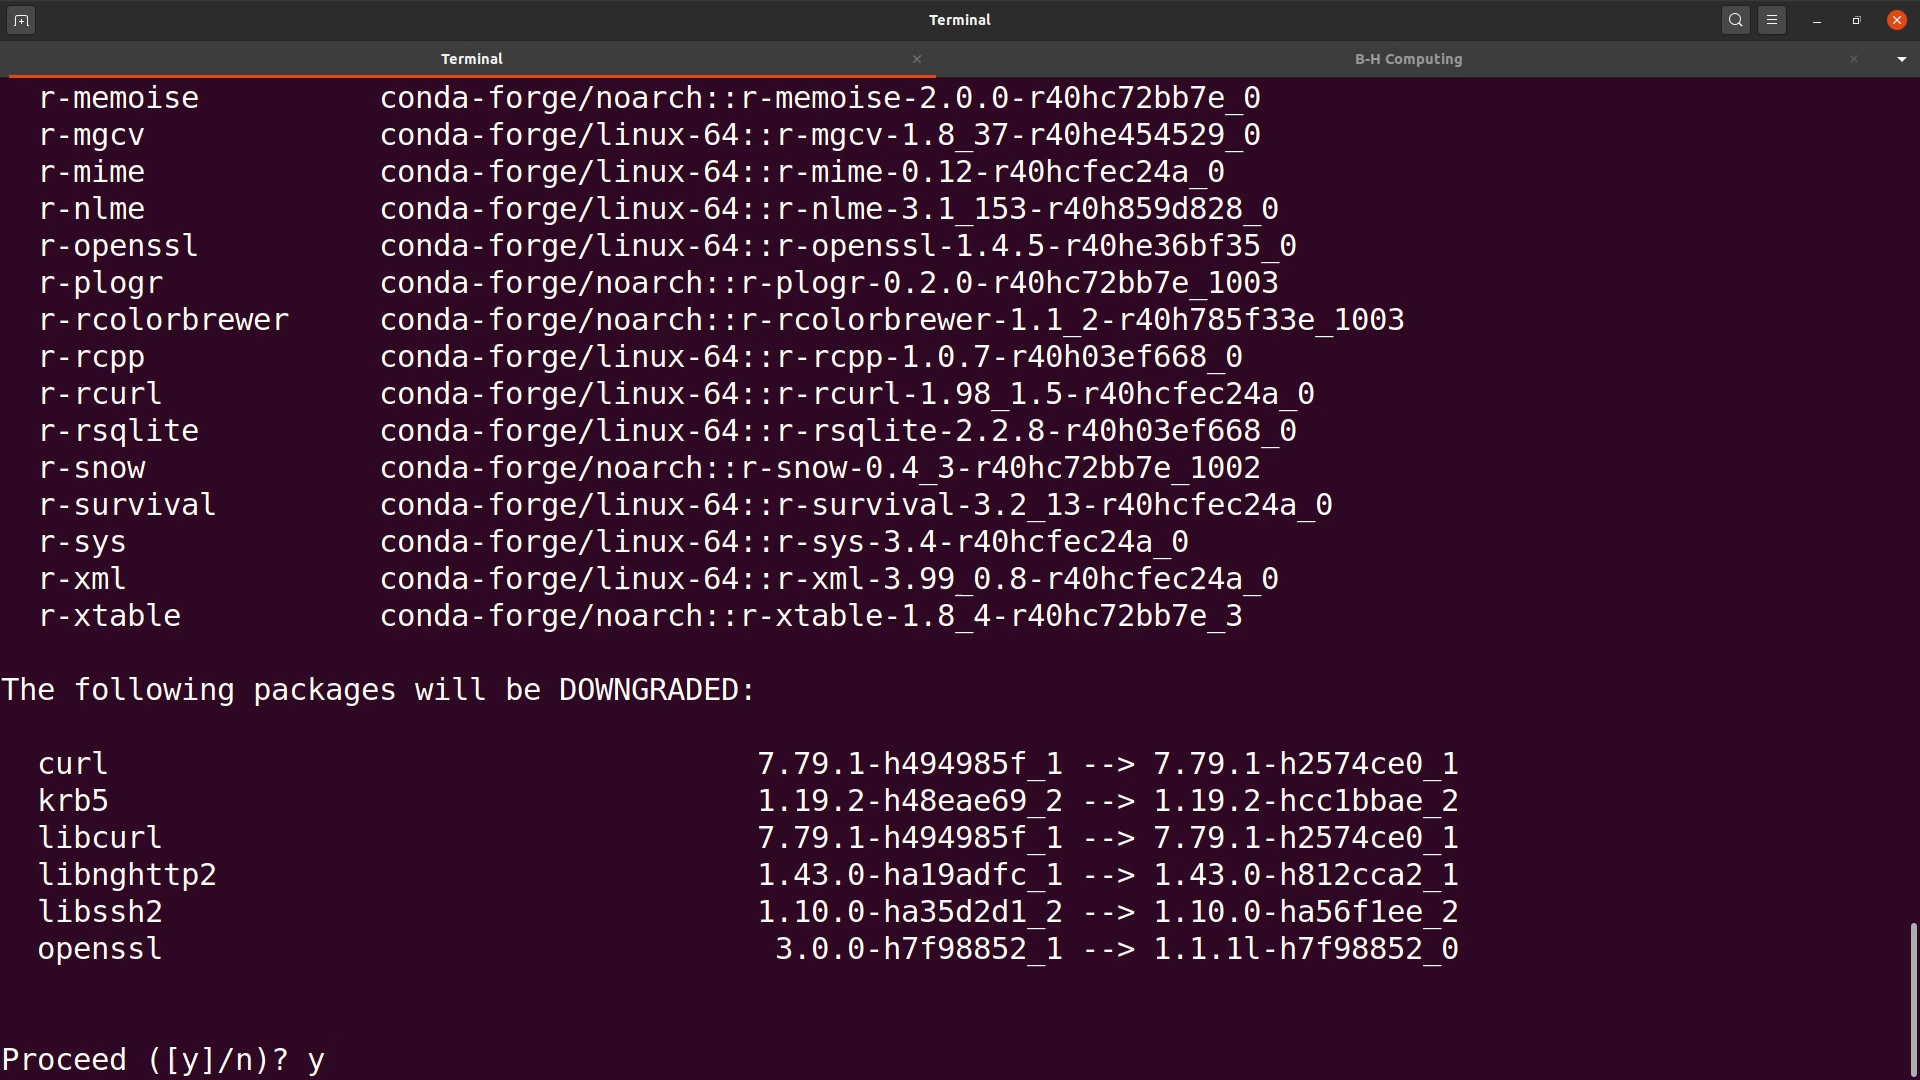 Terminal
Terminal
B-H Computing
r-memoise conda-forge/noarch::r-memoise-2.0.0-r40hc72bb7e_0
r-mgcv conda-forge/linux-64::r-mgcv-1.8_37-r40he454529_0
r-mime conda-forge/linux-64::r-mime-0.12-r40hcfec24a_0
r-nlme conda-forge/linux-64::r-nlme-3.1_153-r40h859d828_0
r-openssl conda-forge/linux-64::r-openssl-1.4.5-r40he36bf35_0
r-plogr conda-forge/noarch::r-plogr-0.2.0-r40hc72bb7e_1003
r-rcolorbrewer conda-forge/noarch::r-rcolorbrewer-1.1_2-r40h785f33e_1003
r-rcpp conda-forge/linux-64::r-rcpp-1.0.7-r40h03ef668_0
r-rcurl conda-forge/linux-64::r-rcurl-1.98_1.5-r40hcfec24a_0
r-rsqlite conda-forge/linux-64::r-rsqlite-2.2.8-r40h03ef668_0
r-snow conda-forge/noarch::r-snow-0.4_3-r40hc72bb7e_1002
r-survival conda-forge/linux-64::r-survival-3.2_13-r40hcfec24a_0
r-sys conda-forge/linux-64::r-sys-3.4-r40hcfec24a_0
r-xml conda-forge/linux-64::r-xml-3.99_0.8-r40hcfec24a_0
r-xtable conda-forge/noarch::r-xtable-1.8_4-r40hc72bb7e_3
The following packages will be DOWNGRADED:
curl 7.79.1-h494985f_1 --> 7.79.1-h2574ce0_1
krb5 1.19.2-h48eae69_2 --> 1.19.2-hcc1bbae_2
libcurl 7.79.1-h494985f_1 --> 7.79.1-h2574ce0_1
libnghttp2 1.43.0-ha19adfc_1 --> 1.43.0-h812cca2_1
libssh2 1.10.0-ha35d2d1_2 --> 1.10.0-ha56f1ee_2
openssl 3.0.0-h7f98852_1 --> 1.1.1l-h7f98852_0
Proceed ([y]/n)? y